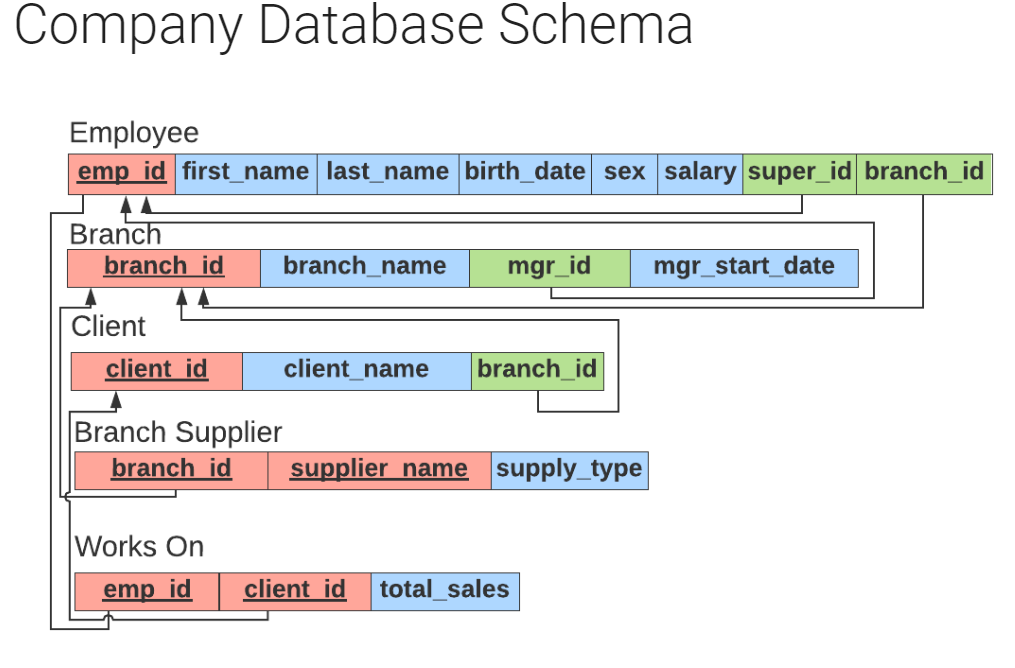 Company Database Schema
Employee
emp_id first_name last_name birth_date sex salary super_id branch_id
Branch
branch_id branch_name mgr_id mgr_start_date
Client
client_id client_name branch_id
Branch Supplier
branch_id supplier_name supply_type
Works On
emp_id client_id total_sales